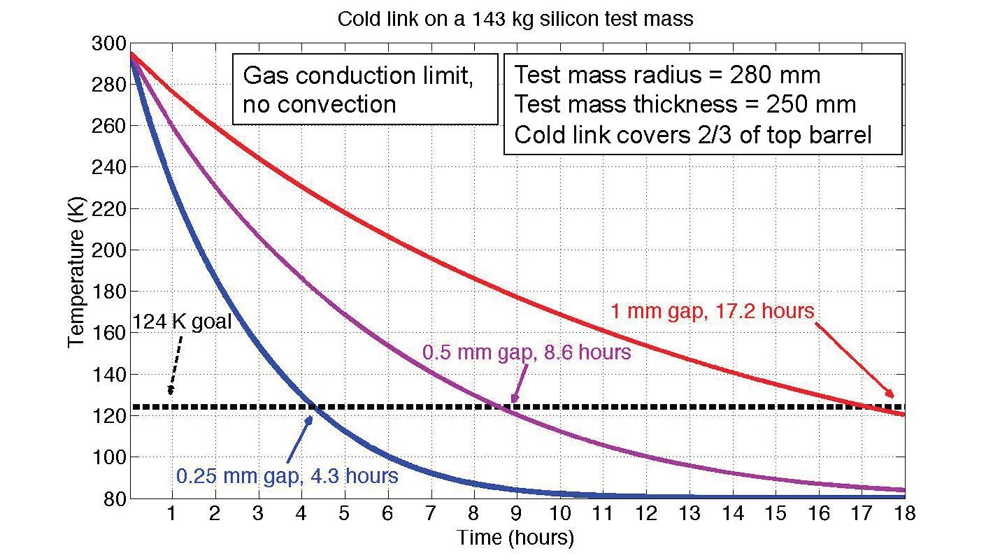 Cold link on a 143 kg silicon test mass
300
280
260
240
220
200
180
160
140
120
100
80
Temperature (K)
Gas conduction limit,
no convection
Test mass radius = 280 mm
Test mass thickness = 250 mm
Cold link covers 2/3 of top barrel
124 K goal
1 mm gap, 17.2 hours
0.5 mm gap, 8.6 hours
0.25 mm gap, 4.3 hours
1 2 3 4 5 6 7 8 9 10 11 12 13 14 15 16 17 18
Time (hours)